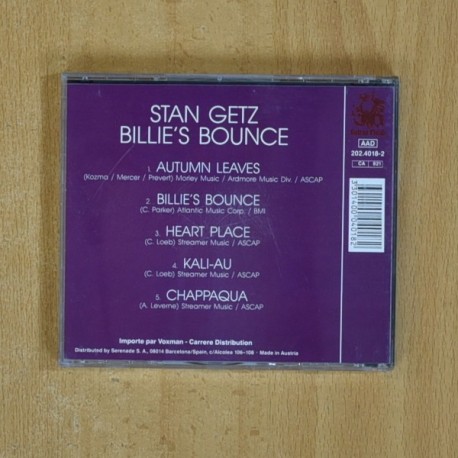 STAN GETZ
BILLIE'S BOUNCE
1. AUTUMN LEAVES
(Kozma / Mercer / Prevert) Morley Music / Ardmore Music Div. / ASCAP
2. BILLIE'S BOUNCE
(C. Parker) Atlantic Music Corp. / BMI
3. HEART PLACE
(C. Loeb) Streamer Music / ASCAP
4. KALI-AU
(C. Loeb) Streamer Music / ASCAP
5. CHAPPAQUA
(A. Laverne) Streamer Music / ASCAP
AAD
202.4018-2
CA 821
Importe par Voxman - Carrere Distribution
Distributed by Serenade S. A., 08014 Barcelona/Spain, c/Alcolea 106-108 - Made in Austria